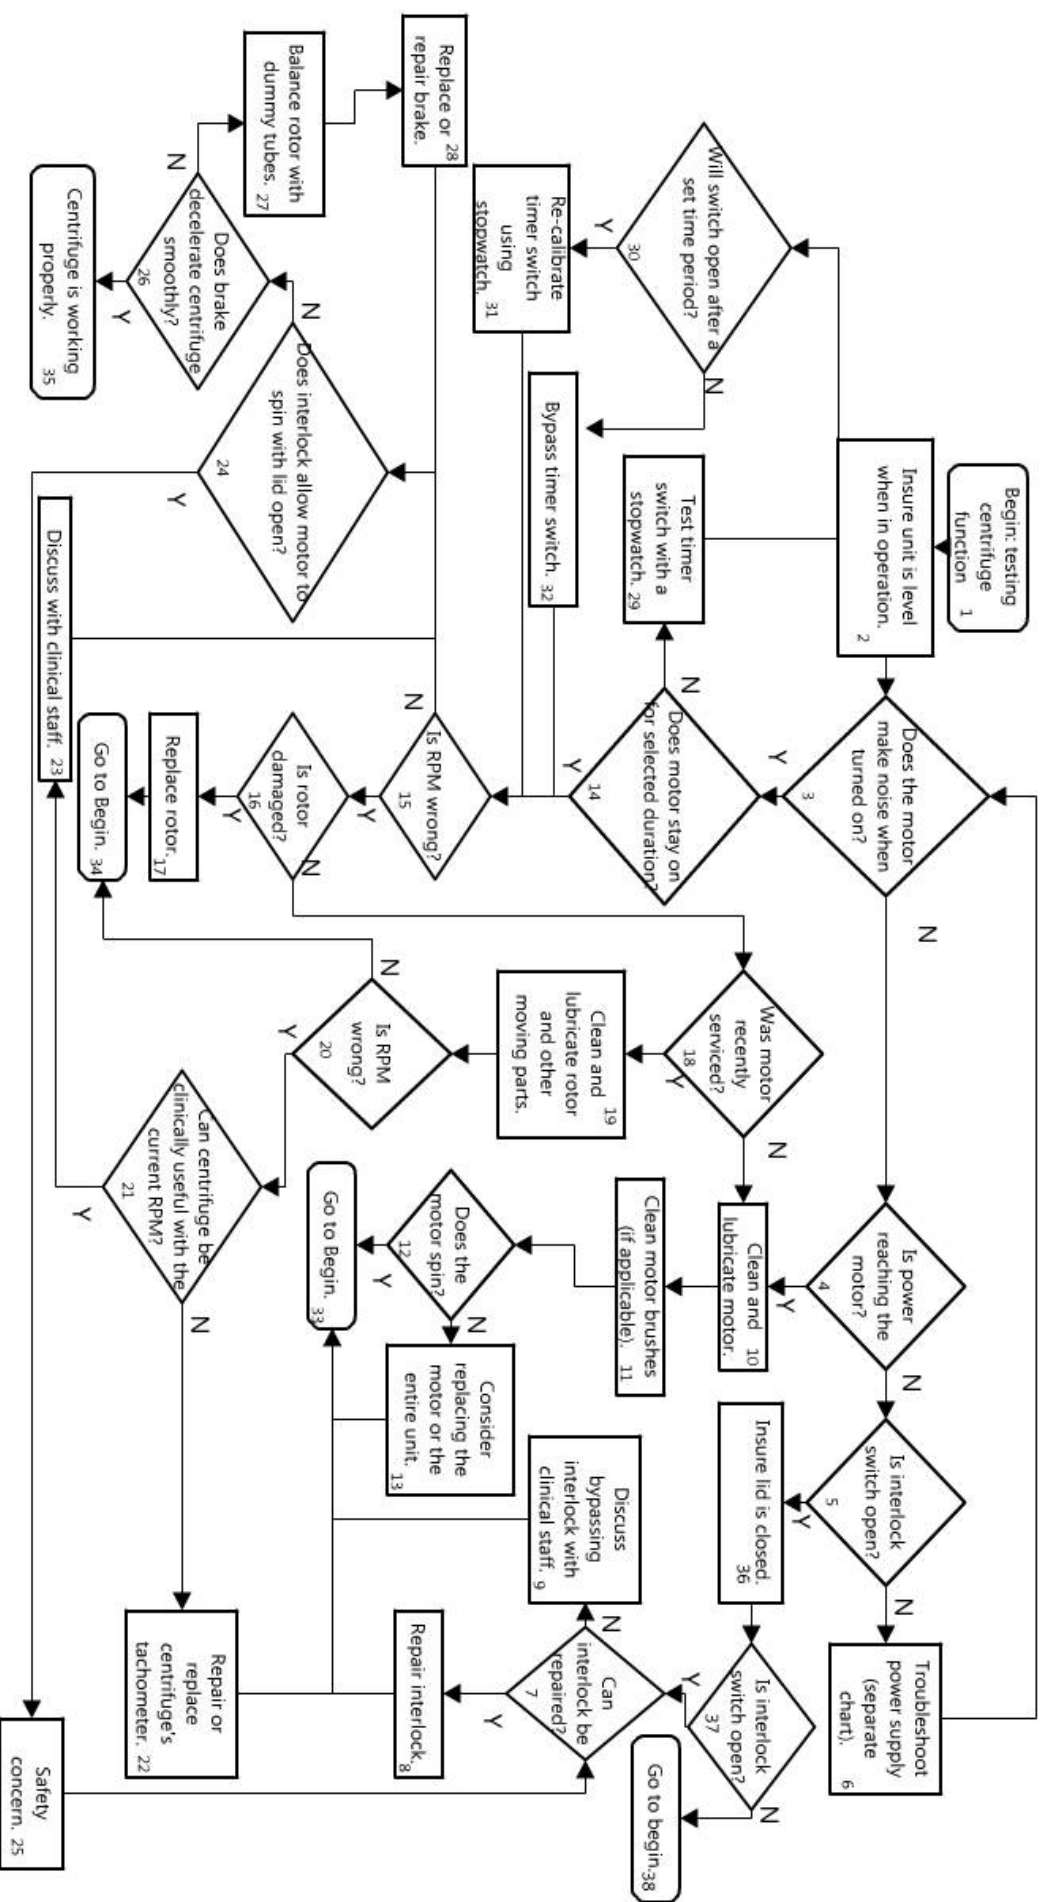 Begin: testing
centrifuge
function
1
Insure unit is level
when in operation.
2
Does the motor
make noise when
turned on?
3
N
Y
Is power
reaching the
motor?
4
N
Y
Is interlock
switch open?
5
N
Y
Troubleshoot
power supply
(separate
chart).
6
Will switch open after a
set time period?
30
N
Y
Test timer
switch with a
stopwatch. 29
Does motor stay on
for selected duration?
14
N
Y
Was motor
recently
serviced?
18
N
Y
Clean and 10
lubricate motor.
Insure lid is closed.
36
Is interlock
switch open?
37
N
Y
Go to begin.38
Re-calibrate
timer switch
using
stopwatch. 31
Bypass timer switch. 32
Clean and 19
lubricate rotor
and other
moving parts.
Clean motor brushes
(if applicable). 11
Discuss
bypassing
interlock with
clinical staff. 9
Can
interlock be
repaired?
7
N
Y
Replace or 28
repair brake.
Is RPM wrong?
15
N
Y
Is RPM
wrong?
20
N
Y
Does the
motor spin?
12
N
Y
Consider
replacing the
motor or the
entire unit.
13
Repair interlock.8
Balance rotor with
dummy tubes. 27
Does interlock allow motor to
spin with lid open?
24
N
Y
Is rotor
damaged?
16
N
Y
Go to Begin. 33
Does brake
decelerate centrifuge
smoothly?
26
N
Y
Replace rotor.17
Can centrifuge be
clinically useful with the
current RPM?
21
N
Y
Repair or
replace
centrifuge's
tachometer. 22
Centrifuge is working
properly.
35
Discuss with clinical staff. 23
Go to Begin. 34
Safety
concern. 25